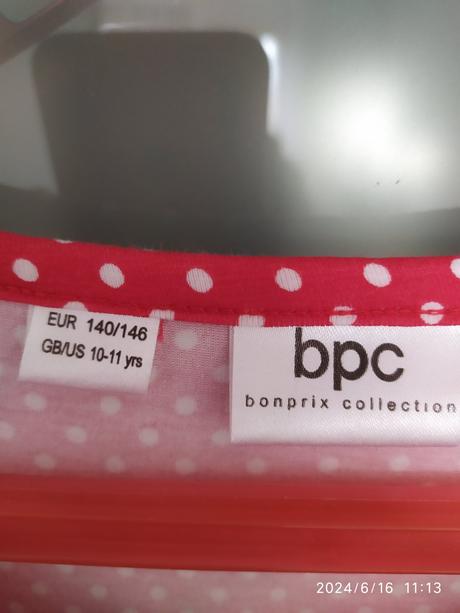 EUR 140/146
GB/US 10-11 yrs
bpc
bonprix collection
2024/6/16 11:13